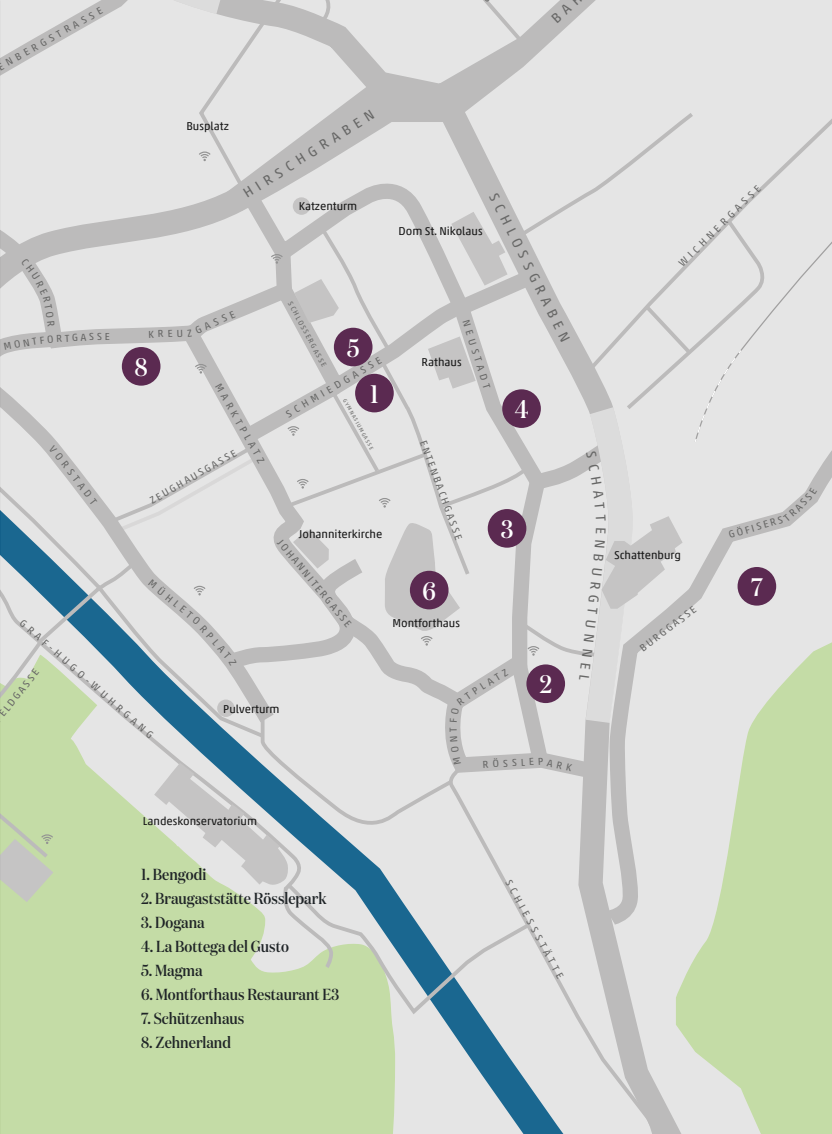 ENBERGSTRASSE
BAH
Busplatz
HIRSCHGRABEN
Katzenturm
SCHLOSSGRABEN
Dom St. Nikolaus
WICHNERGASSE
CHURERTOR
MONTFORTGASSE
KREUZGASSE
SCHLOSSERGASSE
NEUSTADT
5
Rathaus
8
SCHMIEDGASSE
1
MARKTPLATZ
4
GYMNASIUMGASSE
VORSTADT
ZEUGHAUSGASSE
ENTENBACHGASSE
SCHATTENBURGTUNNEL
GÖFISERSTRASSE
3
Johanniterkirche
Schattenburg
JOHANNITERGASSE
MÜHLETORPLATZ
6
7
Montforthaus
BURGGASSE
GRAF-HUGO-WUHRGANG
ELDGASSE
2
MONTFORTPLATZ
Pulverturm
RÖSSLEPARK
Landeskonservatorium
SCHIESSSTÄTTE
1. Bengodi
2. Braugaststätte Rösslepark
3. Dogana
4. La Bottega del Gusto
5. Magma
6. Montforthaus Restaurant E3
7. Schützenhaus
8. Zehnerland